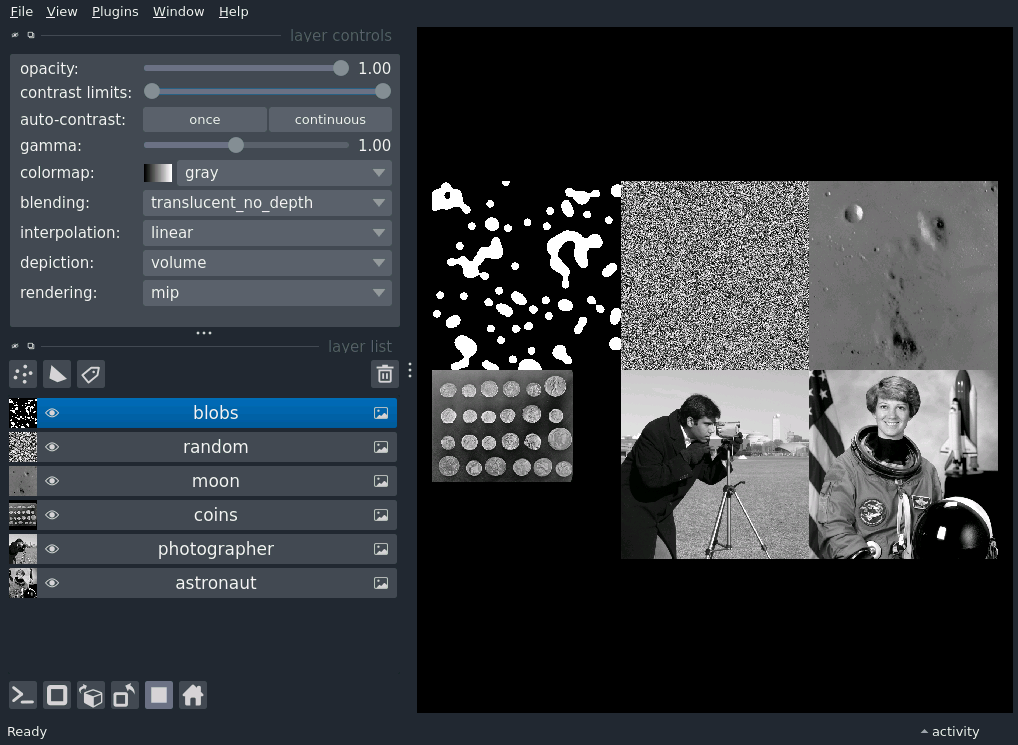 File View Plugins Window Help
layer controls
opacity: 1.00
contrast limits:
auto-contrast: once continuous
gamma: 1.00
colormap: gray
blending: translucent_no_depth
interpolation: linear
depiction: volume
rendering: mip
layer list
blobs
random
moon
coins
photographer
astronaut
Ready activity